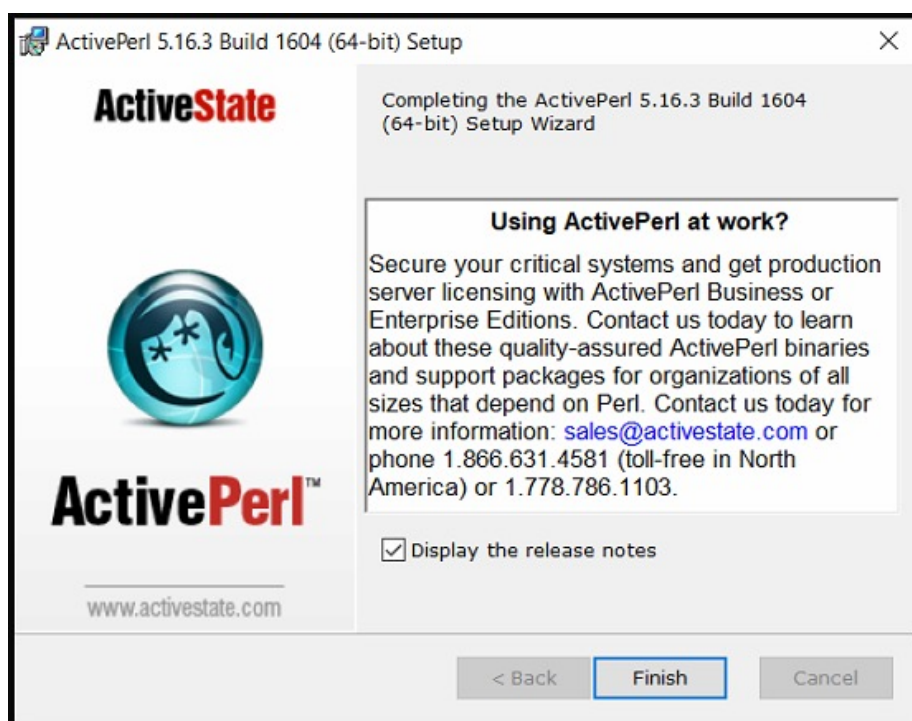 ActivePerl 5.16.3 Build 1604 (64-bit) Setup
ActiveState
Completing the ActivePerl 5.16.3 Build 1604
(64-bit) Setup Wizard
Using ActivePerl at work?
Secure your critical systems and get production
server licensing with ActivePerl Business or
Enterprise Editions. Contact us today to learn
about these quality-assured ActivePerl binaries
and support packages for organizations of all
sizes that depend on Perl. Contact us today for
more information: sales@activestate.com or
phone 1.866.631.4581 (toll-free in North
America) or 1.778.786.1103.
ActivePerl™
Display the release notes
www.activestate.com
< Back
Finish
Cancel